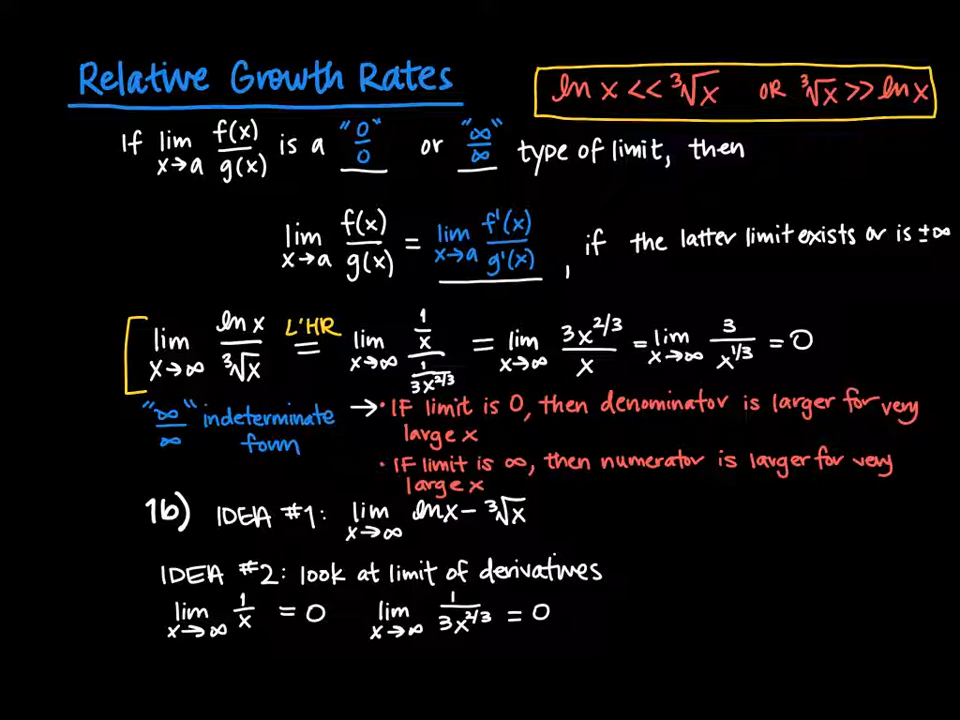 Relative Growth Rates
ln x << ∛x OR ∛x >> ln x
If lim x→a f(x)/g(x) is a "0/0" or "∞/∞" type of limit, then
lim x→a f(x)/g(x) = lim x→a f'(x)/g'(x), if the latter limit exists or is ±∞
lim x→∞ ln x/∛x L'HR = lim x→∞ (1/x)/(1/(3x^(2/3))) = lim x→∞ 3x^(2/3)/x = lim x→∞ 3/x^(1/3) = 0
"∞/∞" indeterminate form
→ • IF limit is 0, then denominator is larger for very
large x
• IF limit is ∞, then numerator is larger for very
large x
1b) IDEA #1: lim x→∞ ln x - ∛x
IDEA #2: look at limit of derivatives
lim x→∞ 1/x = 0 lim x→∞ 1/(3x^(2/3)) = 0